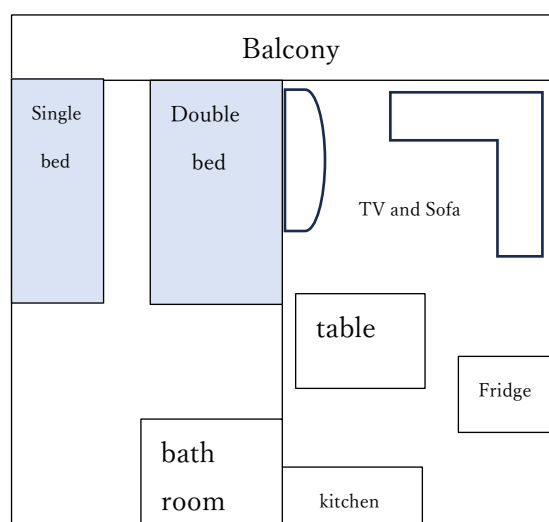 Balcony
Single
bed
Double
bed
TV and Sofa
table
Fridge
bath
room
kitchen